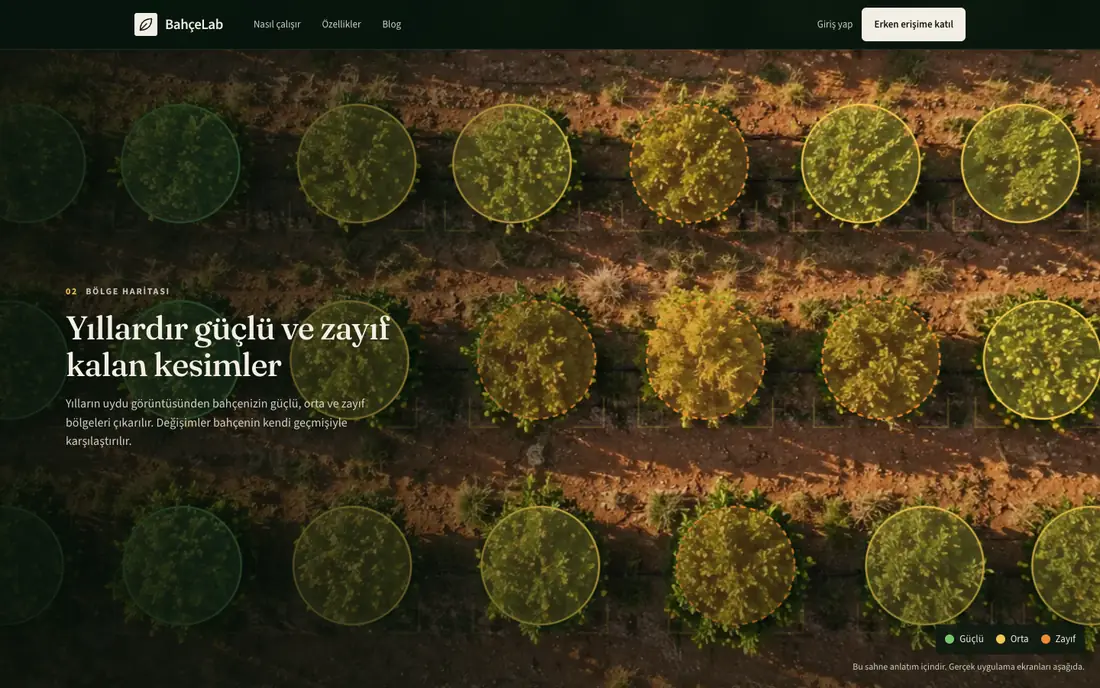 BahçeLab
Nasıl çalışır
Özellikler
Blog
Giriş yap
Erken erişime katıl
02 BÖLGE HARİTASI
Yıllardır güçlü ve zayıf
kalan kesimler
Yılların uydu görüntüsünden bahçenizin güçlü, orta ve zayıf
bölgeleri çıkarılır. Değişimler bahçenin kendi geçmişiyle
karşılaştırılır.
Güçlü
Orta
Zayıf
Bu sahne anlatım içindir. Gerçek uygulama ekranları aşağıda.